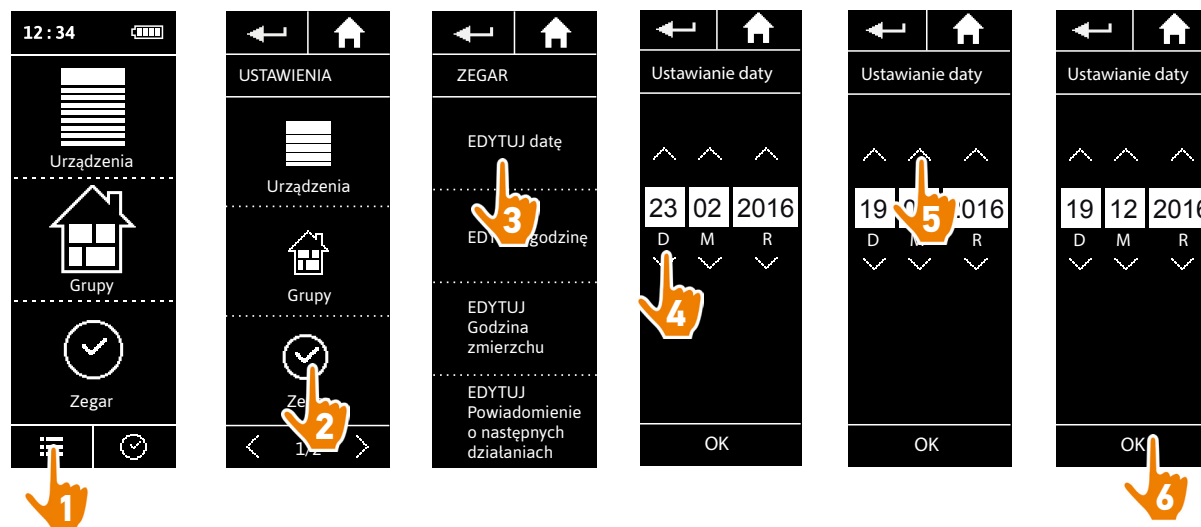 12:34
Urządzenia
Grupy
Zegar
1
USTAWIENIA
Urządzenia
Grupy
2
ZEGAR
EDYTUJ datę
3
godzinę
EDYTUJ
Godzina
zmierzchu
EDYTUJ
Powiadomienie
o następnych
działaniach
Ustawianie daty
23 02 2016
D M R
4
OK
Ustawianie daty
19
5
D R
OK
Ustawianie daty
19 12
D M R
OK
6